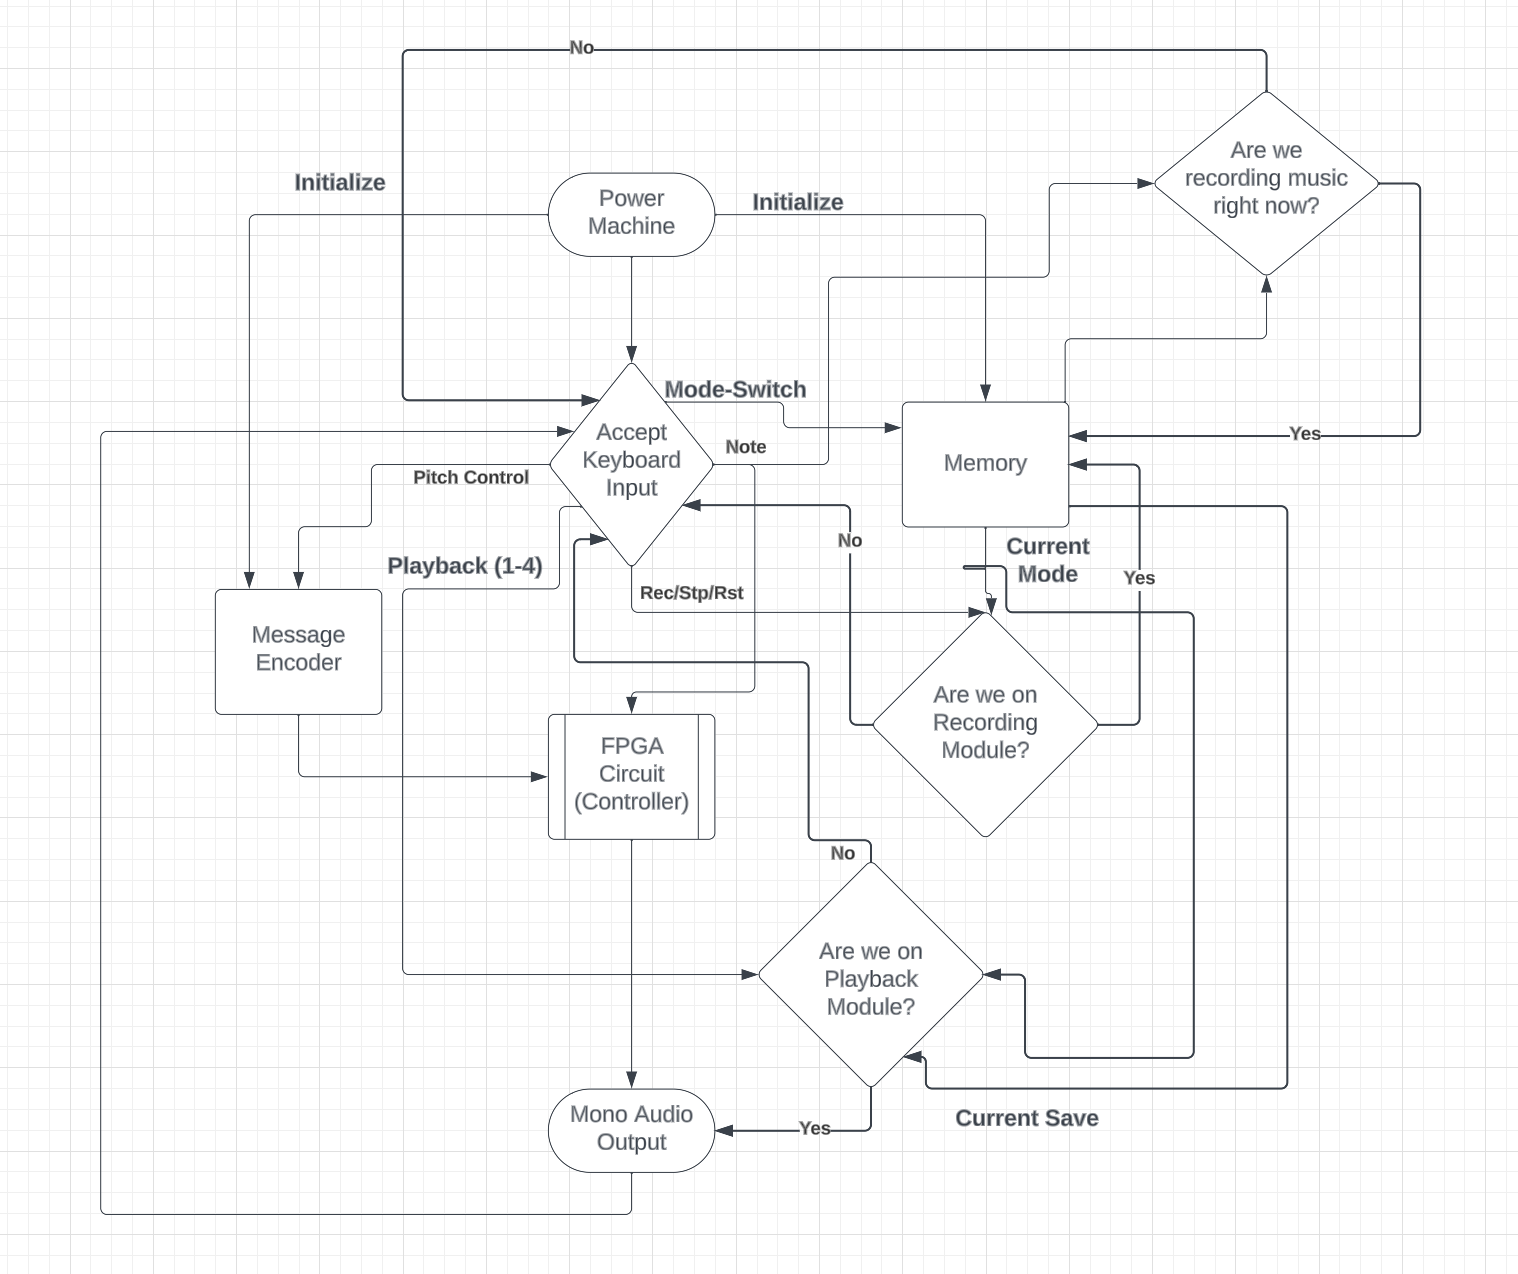 No
Are we
recording music
right now?
Initialize
Power
Machine
Initialize
Mode-Switch
Accept
Keyboard
Input
Note
Yes
Memory
Pitch Control
No
Current
Mode
Playback (1-4)
Yes
Rec/Stp/Rst
Message
Encoder
Are we on
Recording
Module?
FPGA
Circuit
(Controller)
No
Are we on
Playback
Module?
Mono Audio
Output
Yes
Current Save